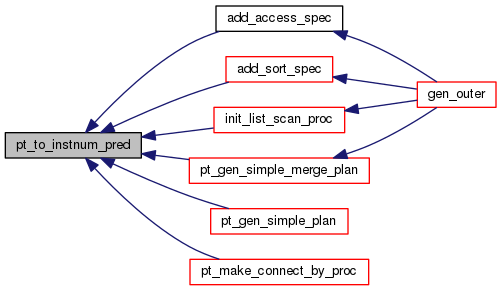 add_access_spec
add_sort_spec
gen_outer
init_list_scan_proc
pt_to_instnum_pred
pt_gen_simple_merge_plan
pt_gen_simple_plan
pt_make_connect_by_proc